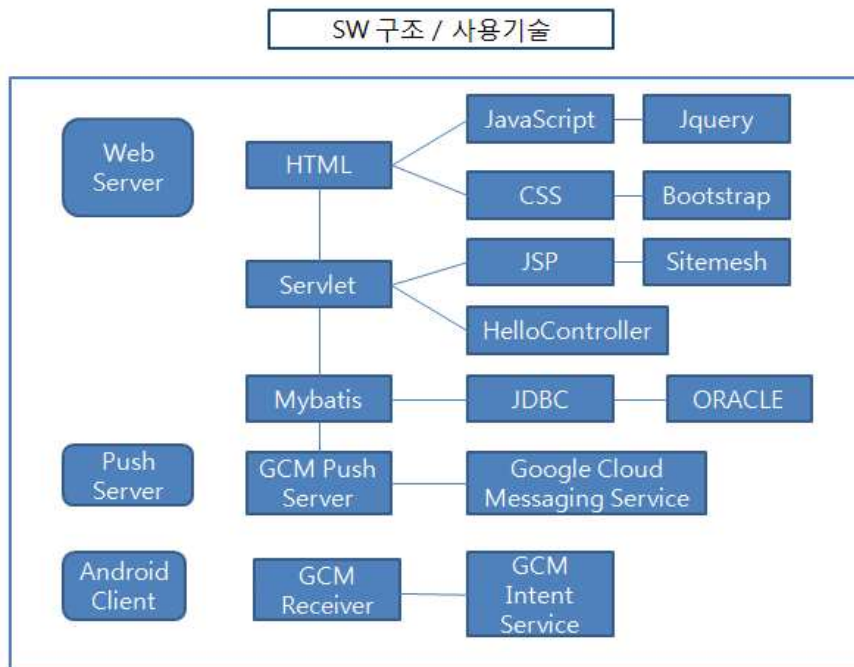 SW 구조 / 사용기술
Web
Server
HTML
JavaScript
Jquery
CSS
Bootstrap
Servlet
JSP
Sitemesh
HelloController
Mybatis
JDBC
ORACLE
Push
Server
GCM Push
Server
Google Cloud
Messaging Service
Android
Client
GCM
Receiver
GCM
Intent
Service